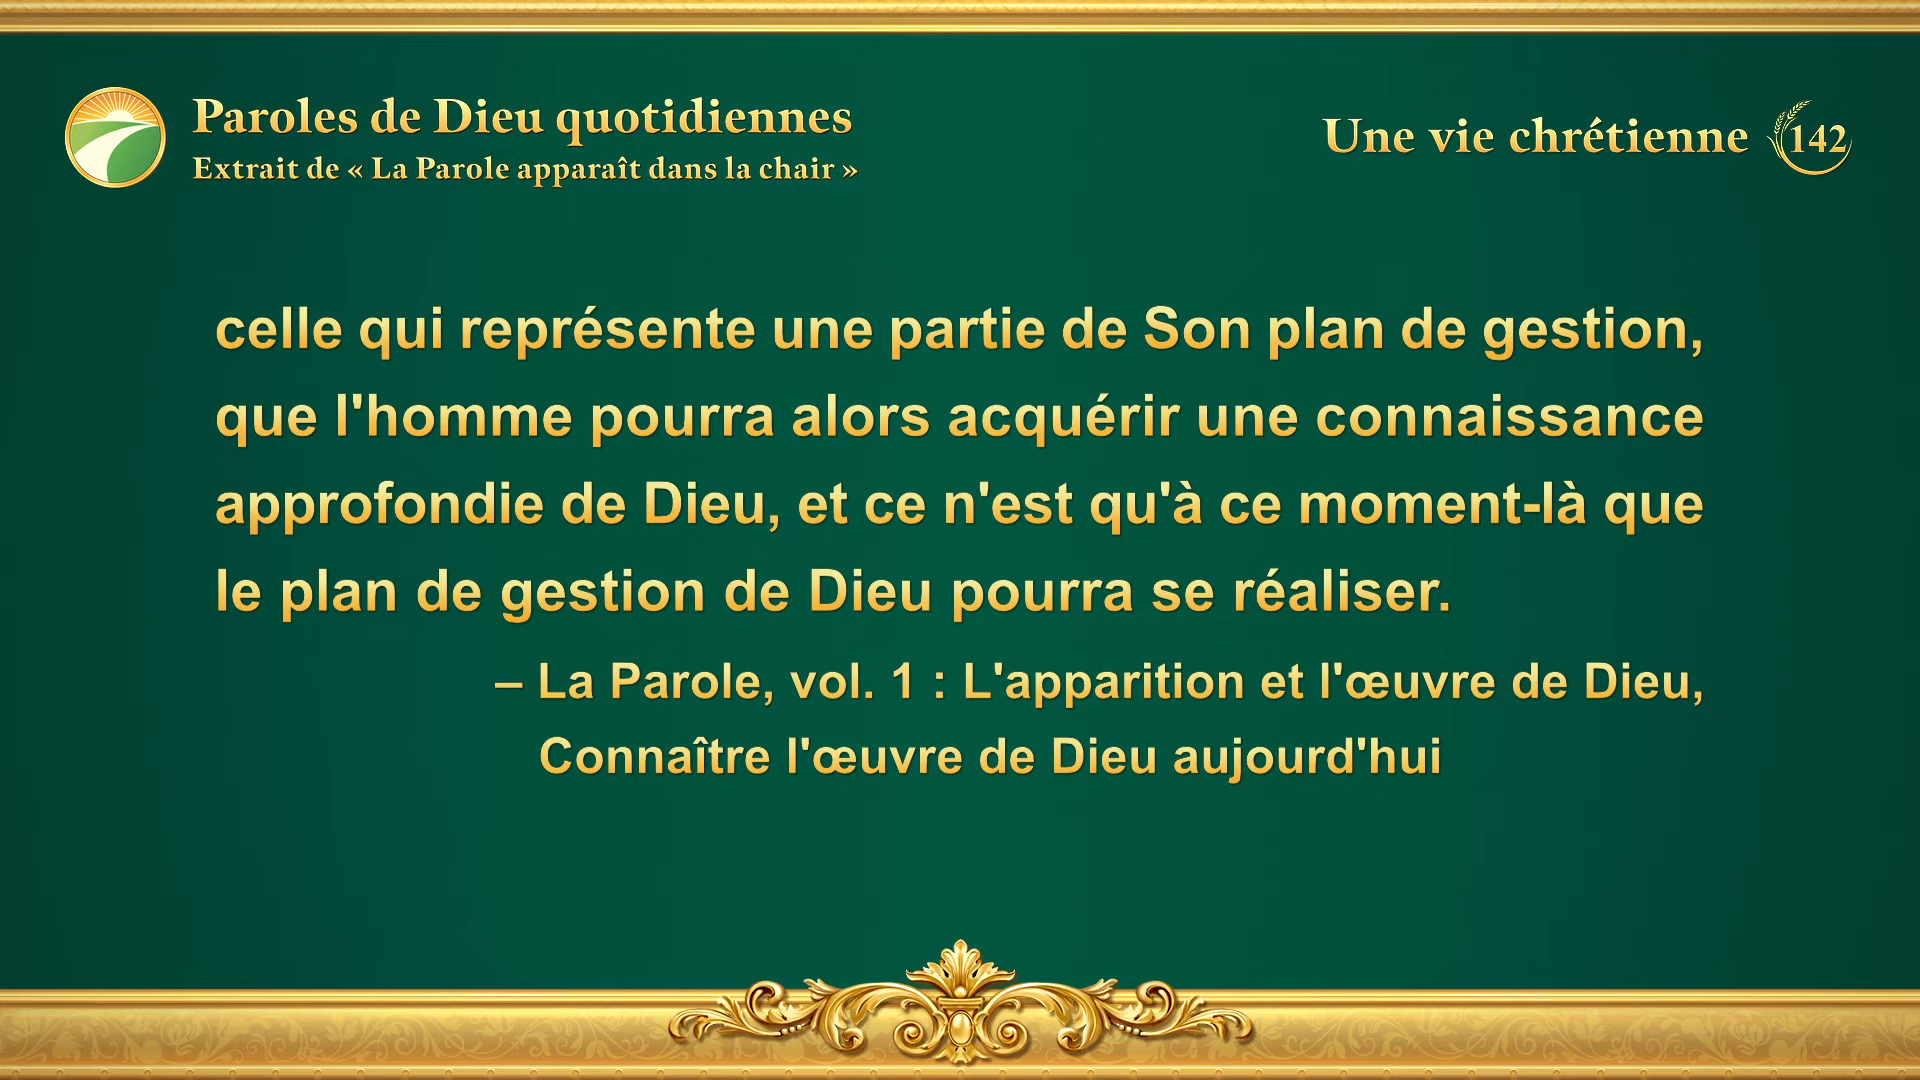 Paroles de Dieu quotidiennes
Extrait de « La Parole apparaît dans la chair »
Une vie chrétienne 142
celle qui représente une partie de Son plan de gestion,
que l'homme pourra alors acquérir une connaissance
approfondie de Dieu, et ce n'est qu'à ce moment-là que
le plan de gestion de Dieu pourra se réaliser.
– La Parole, vol. 1 : L'apparition et l'œuvre de Dieu,
Connaître l'œuvre de Dieu aujourd'hui